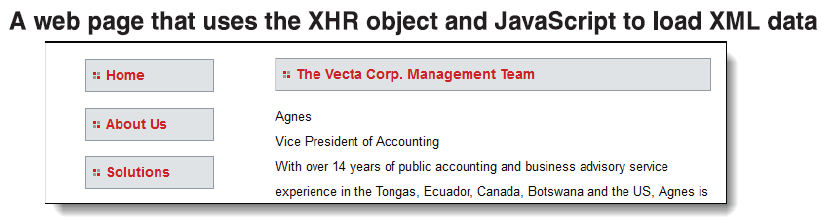 A web page that uses the XHR object and JavaScript to load XML data
Home
The Vecta Corp. Management Team
About Us
Solutions
Agnes
Vice President of Accounting
With over 14 years of public accounting and business advisory service
experience in the Tongas, Ecuador, Canada, Botswana and the US, Agnes is